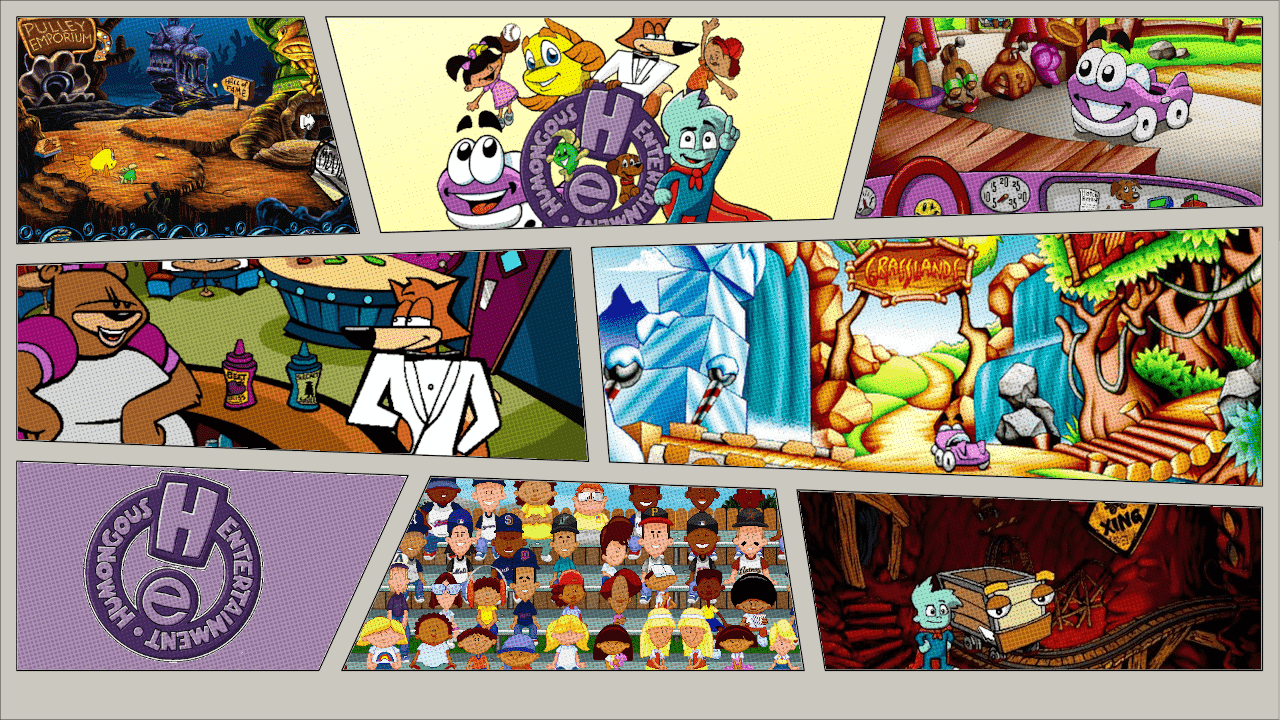 PULLEY
EMPORIUM
HALL OF
FAME
HUMONGOUS
H
ENTERTAINMENT
e
GRASSLANDS
HUMONGOUS
H
ENTERTAINMENT
e
XING